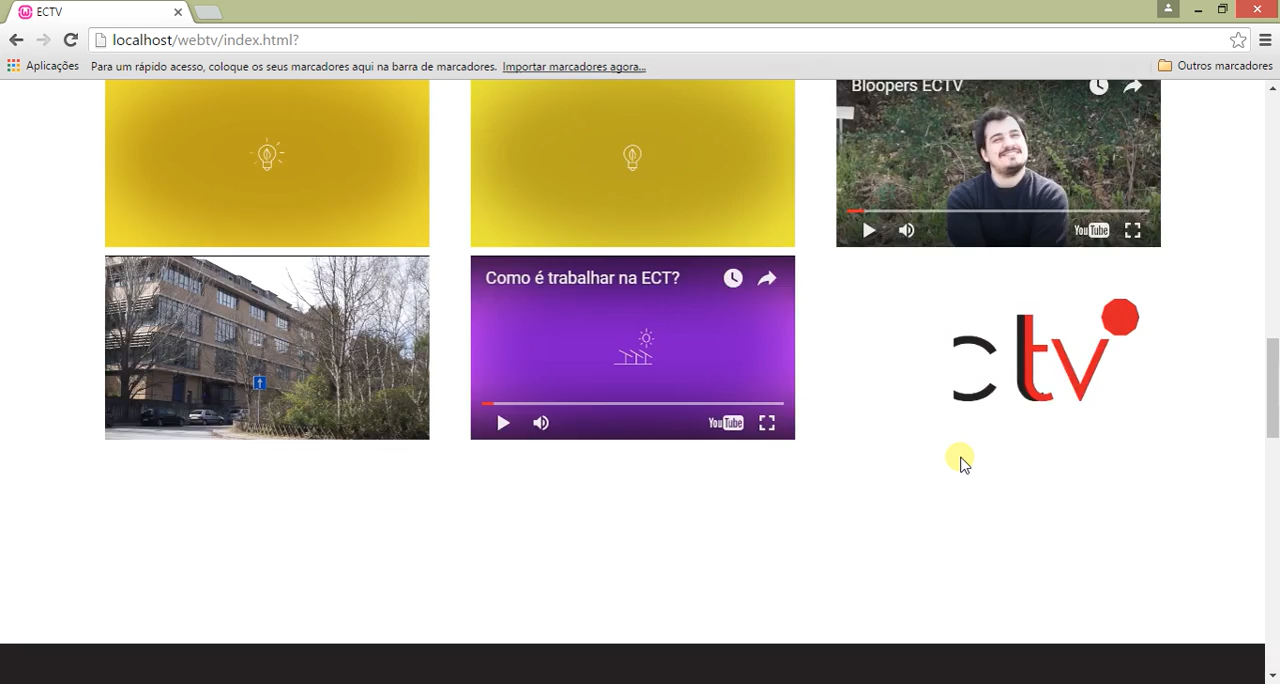 ECTV
localhost/webtv/index.html?
Aplicações Para um rápido acesso, coloque os seus marcadores aqui na barra de marcadores. Importar marcadores agora... Outros marcadores
Bloopers ECTV
YouTube
Como é trabalhar na ECT?
ctv
YouTube